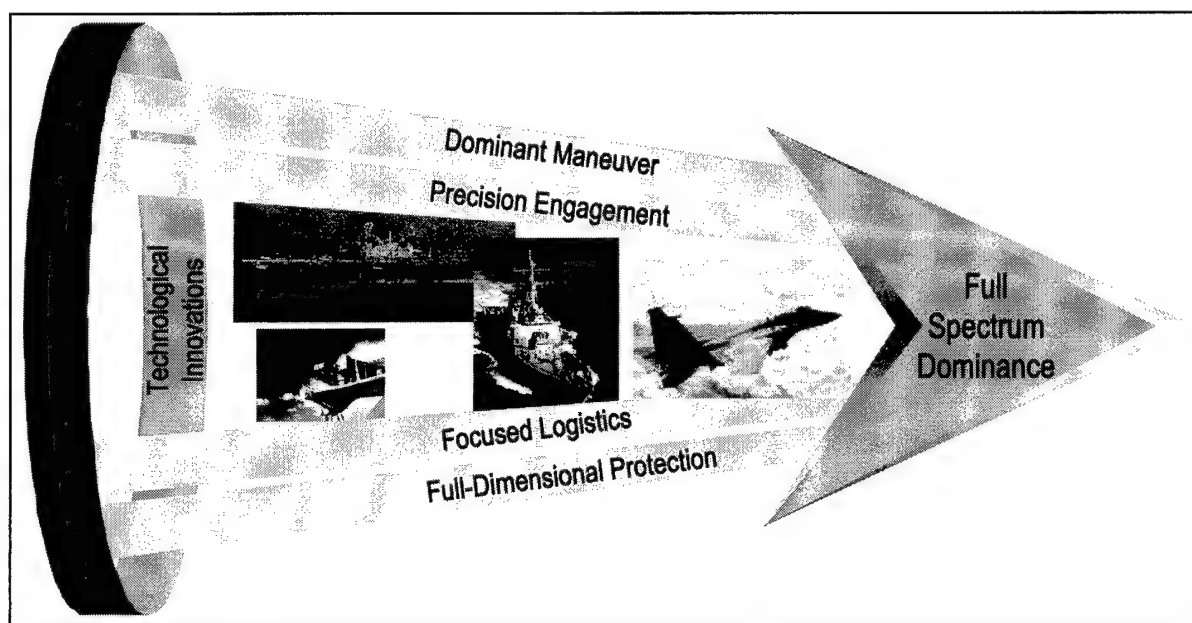 Dominant Maneuver
Precision Engagement
Technological
Innovations
Full
Spectrum
Dominance
Focused Logistics
Full-Dimensional Protection